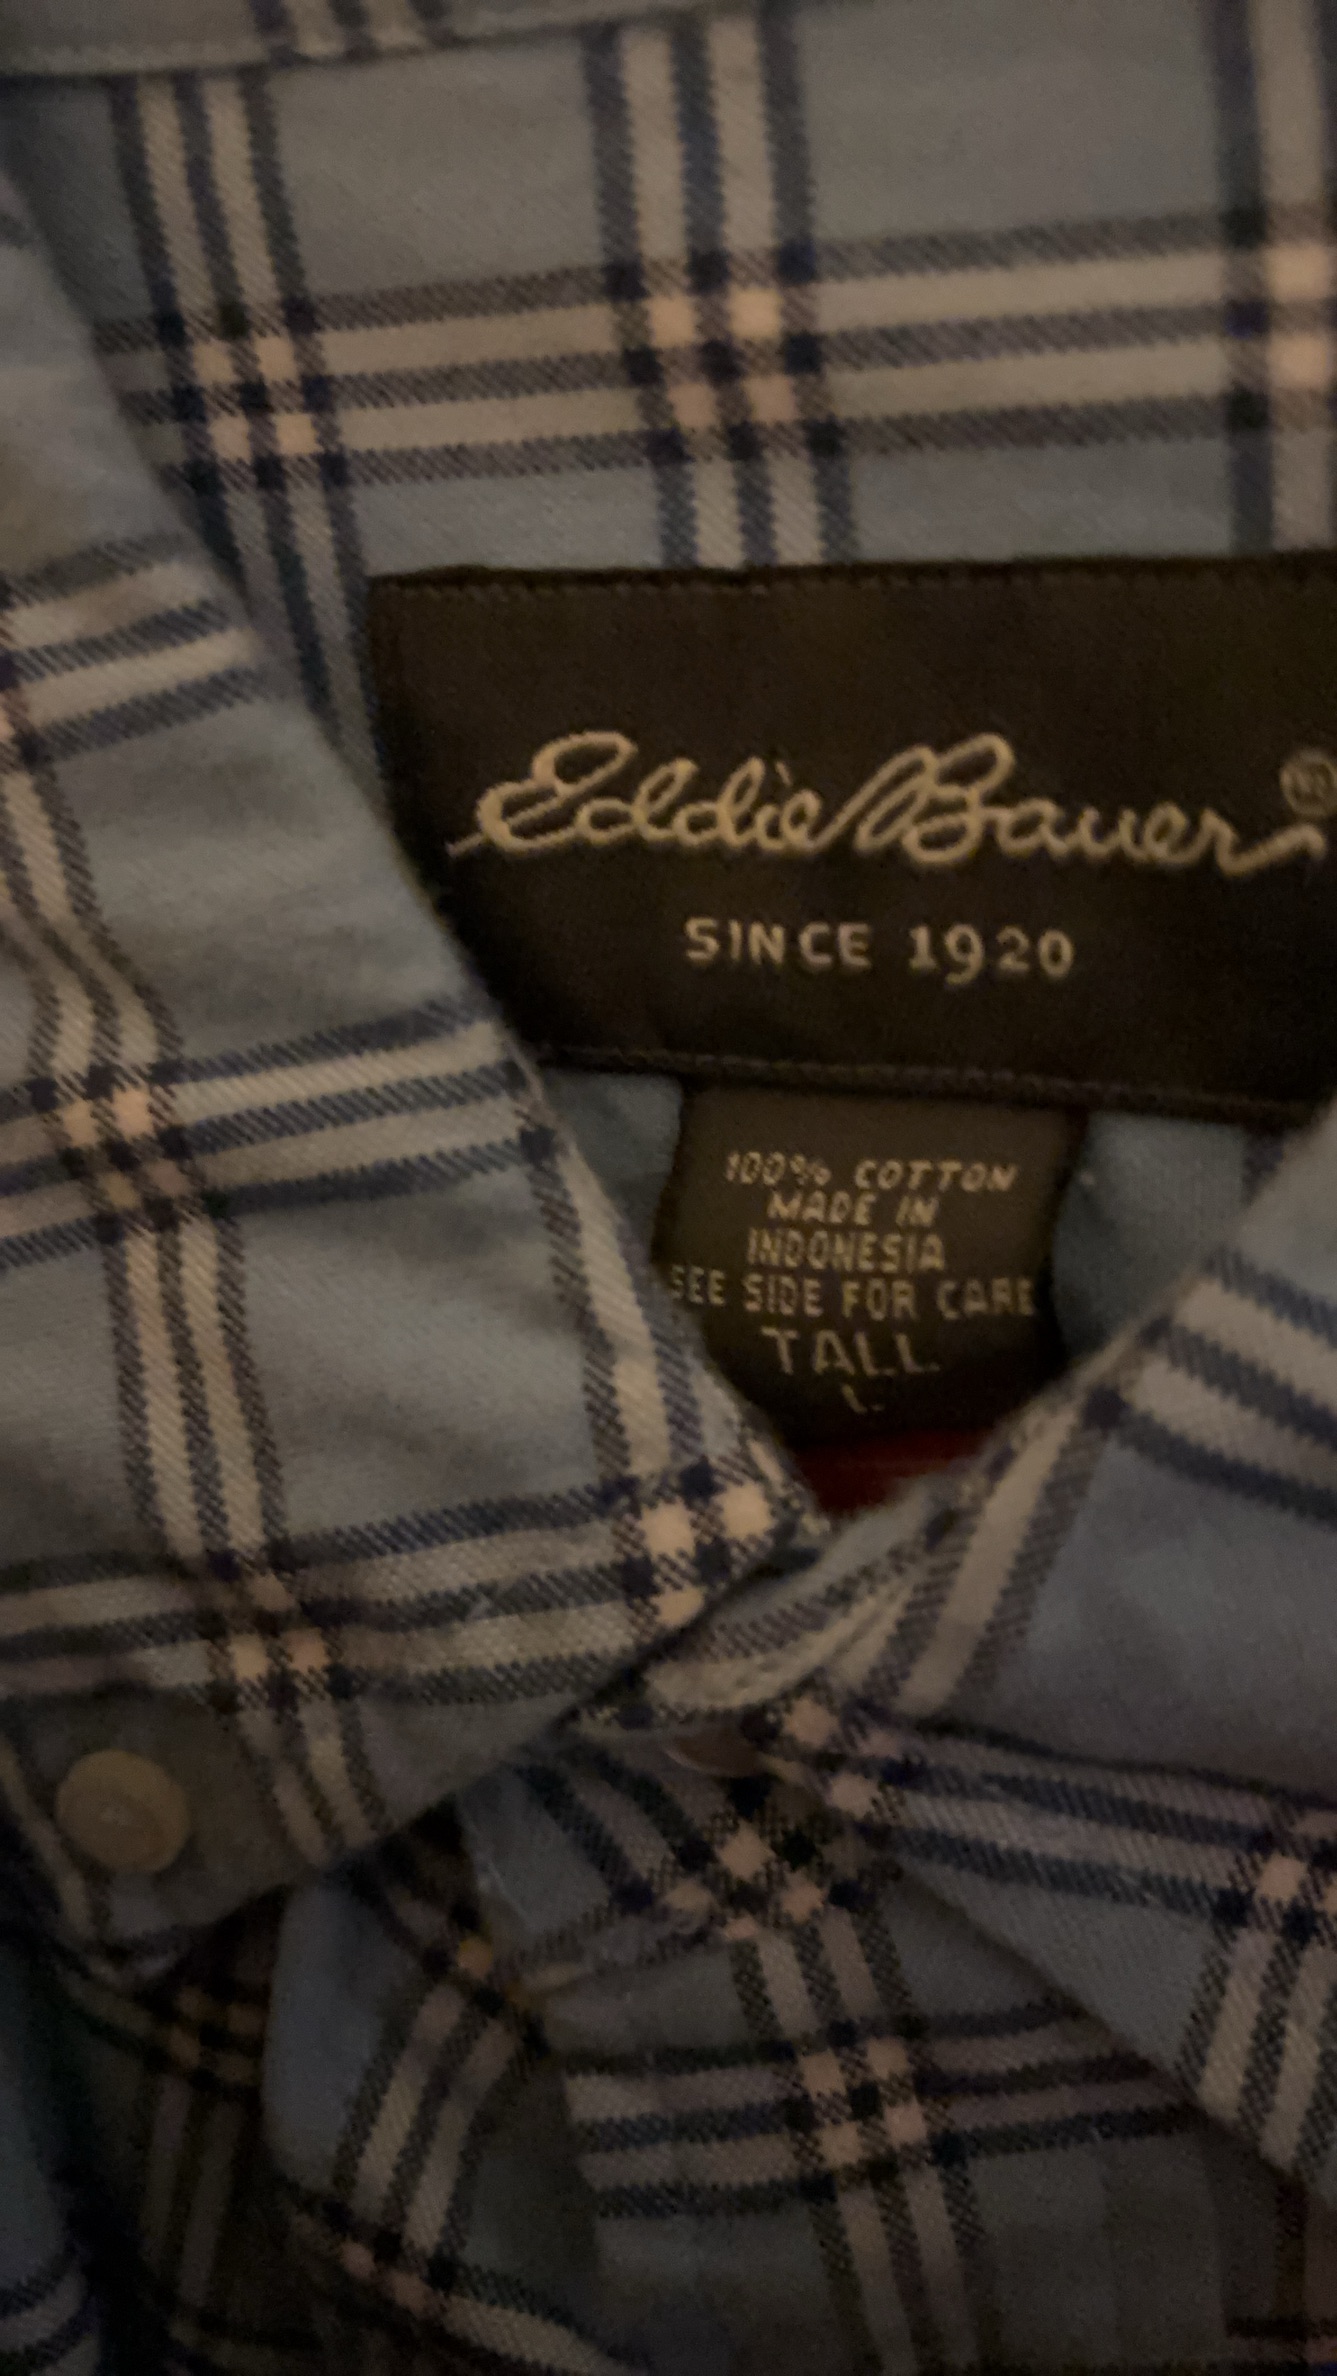 Eddie Bauer®
SINCE 1920
100% COTTON
MADE IN
INDONESIA
SEE SIDE FOR CARE
TALL